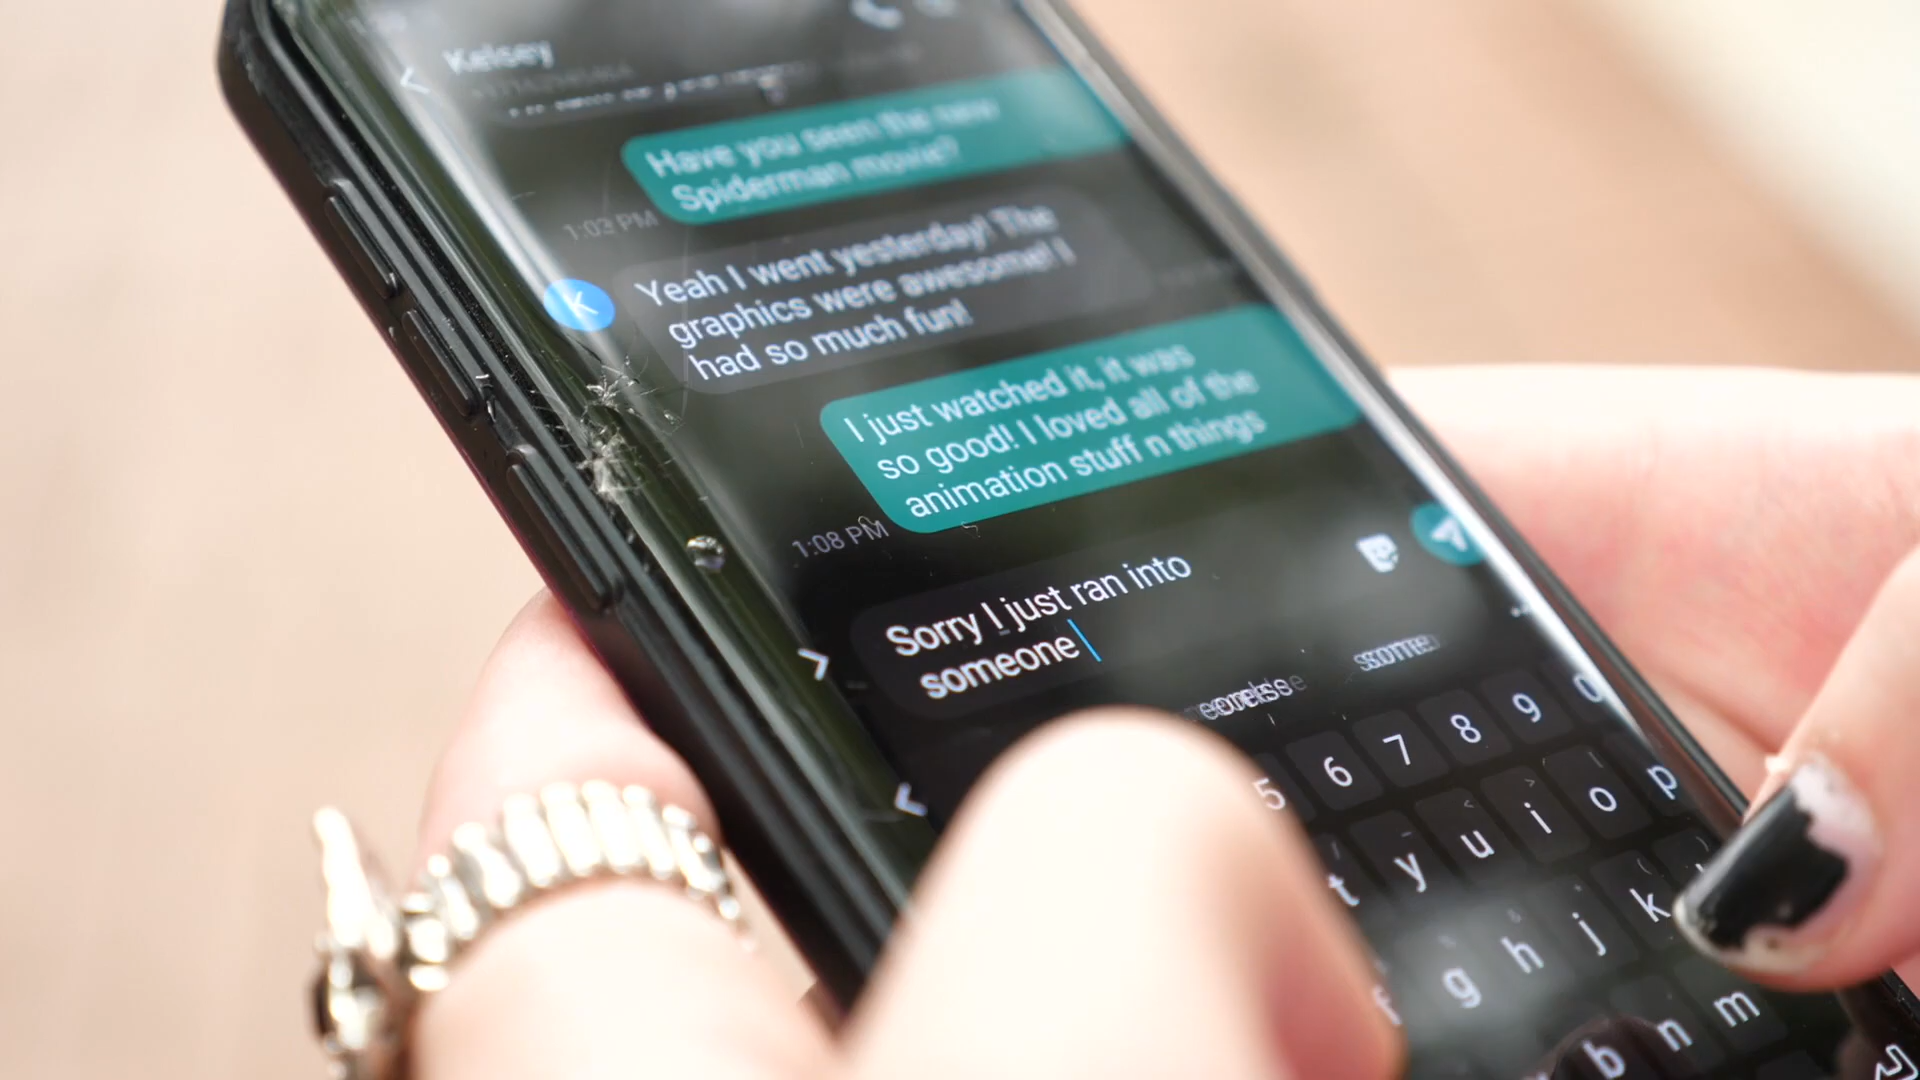 Kelsey
Have you seen the new
Spiderman movie?
1:03 PM
Yeah I went yesterday! The
graphics were awesome! I
had so much fun!
K
I just watched it, it was
so good! I loved all of the
animation stuff n things
1:08 PM
Sorry I just ran into
someone
5 6 7 8 9 0
t y u i o p
f g h j k
b n m